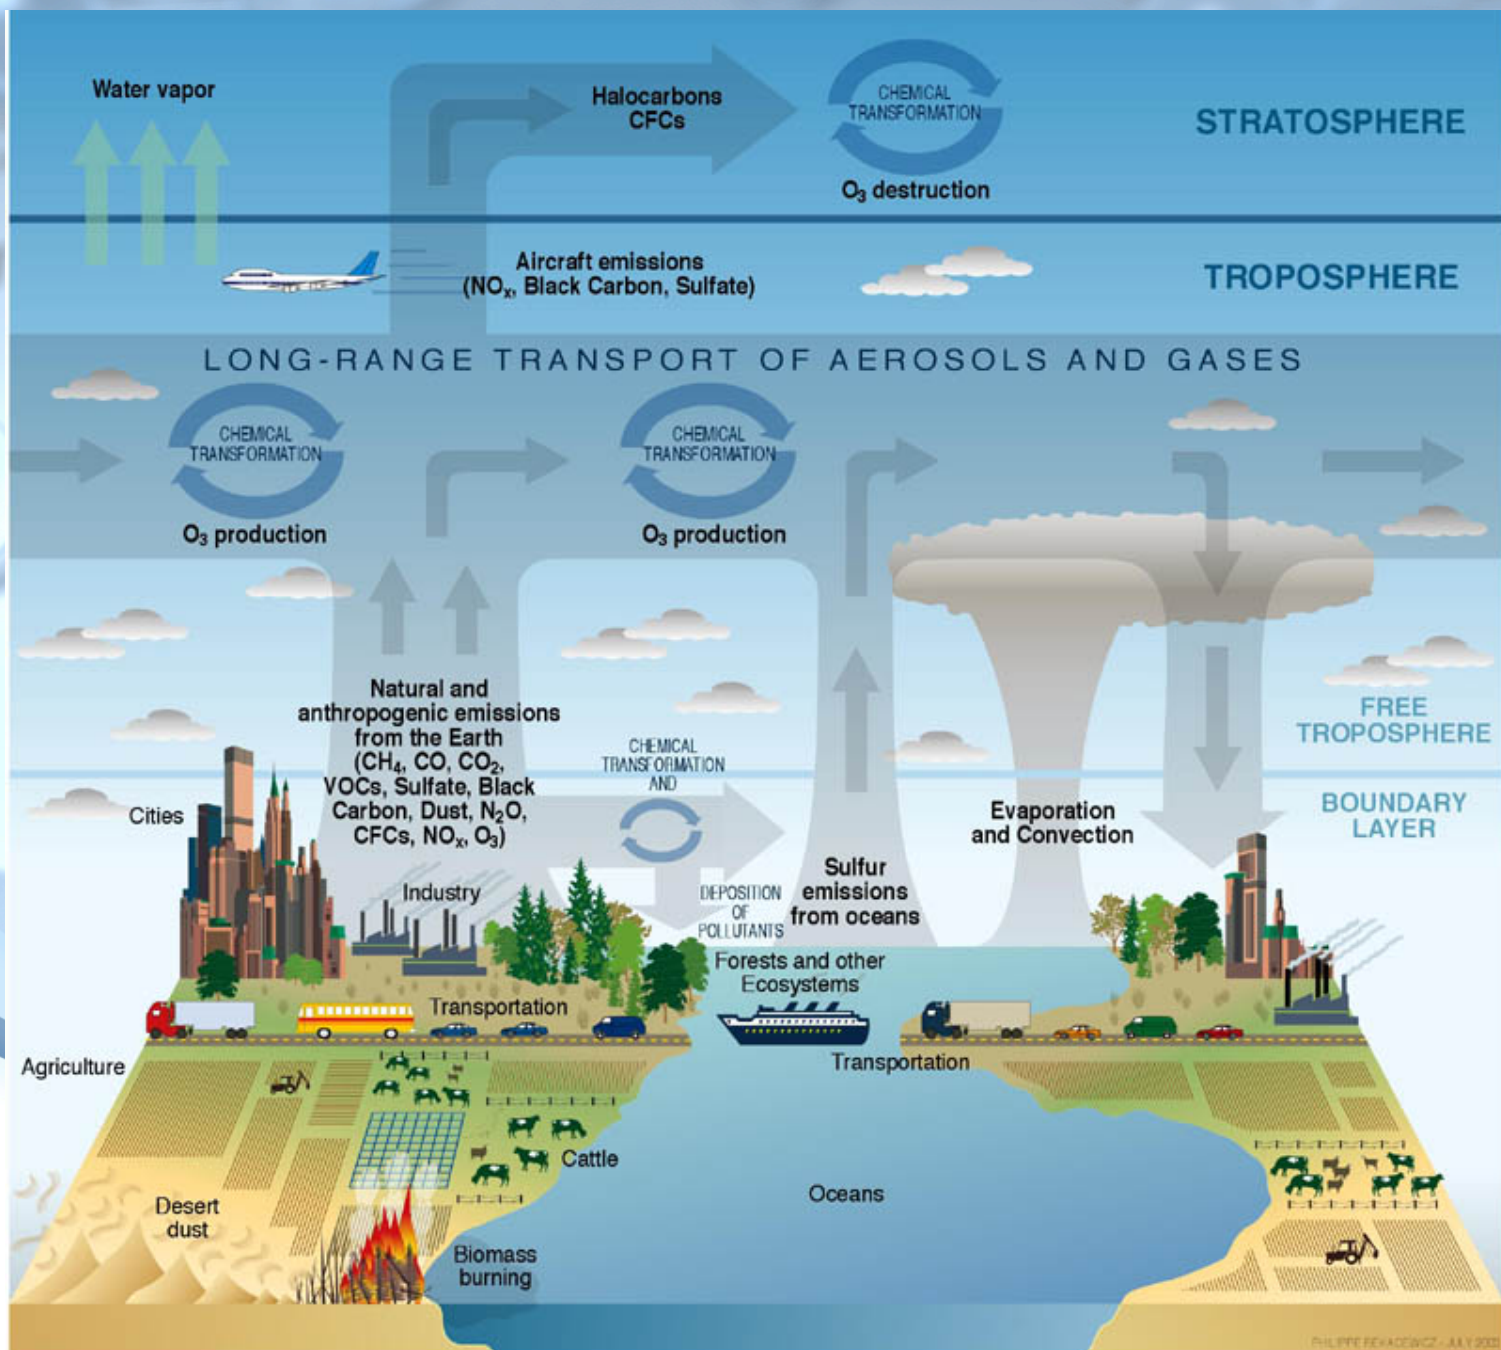 Water vapor
Halocarbons
CFCs
CHEMICAL
TRANSFORMATION
O₃ destruction
STRATOSPHERE
Aircraft emissions
(NOₓ, Black Carbon, Sulfate)
TROPOSPHERE
LONG-RANGE TRANSPORT OF AEROSOLS AND GASES
CHEMICAL
TRANSFORMATION
O₃ production
CHEMICAL
TRANSFORMATION
O₃ production
Natural and
anthropogenic emissions
from the Earth
(CH₄, CO, CO₂,
VOCs, Sulfate, Black
Carbon, Dust, N₂O,
CFCs, NOₓ, O₃)
CHEMICAL
TRANSFORMATION
AND
DEPOSITION
OF
POLLUTANTS
FREE
TROPOSPHERE
BOUNDARY
LAYER
Evaporation
and Convection
Sulfur
emissions
from oceans
Cities
Industry
Forests and other
Ecosystems
Transportation
Transportation
Agriculture
Cattle
Oceans
Desert
dust
Biomass
burning
PHILIPPE REKACEWICZ - JULY 2003